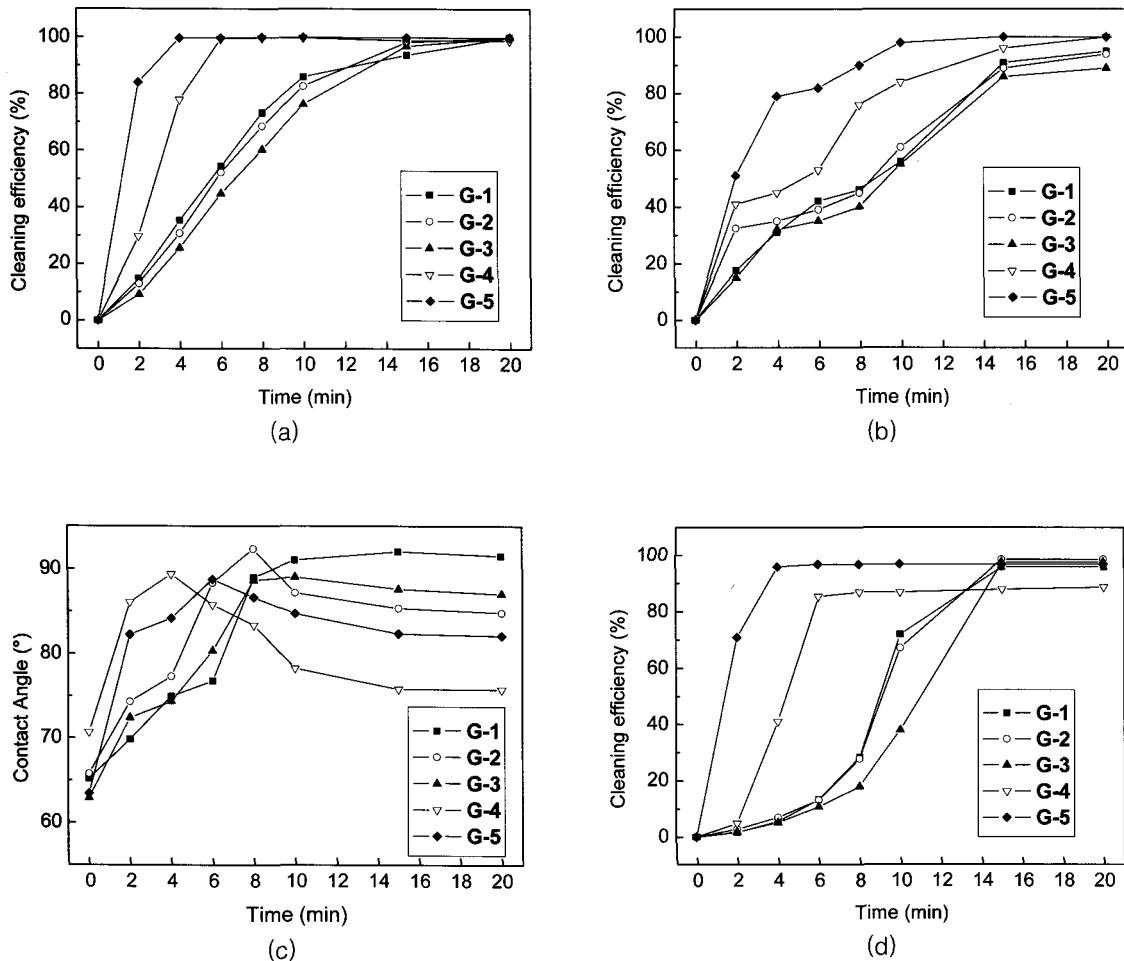 100
80
60
40
20
0
Cleaning efficiency (%)
G-1
G-2
G-3
G-4
G-5
0 2 4 6 8 10 12 14 16 18 20
Time (min)
(a)
100
80
60
40
20
0
Cleaning efficiency (%)
G-1
G-2
G-3
G-4
G-5
0 2 4 6 8 10 12 14 16 18 20
Time (min)
(b)
90
80
70
60
Contact Angle (°)
G-1
G-2
G-3
G-4
G-5
0 2 4 6 8 10 12 14 16 18 20
Time (min)
(c)
100
80
60
40
20
0
Cleaning efficiency (%)
G-1
G-2
G-3
G-4
G-5
0 2 4 6 8 10 12 14 16 18 20
Time (min)
(d)